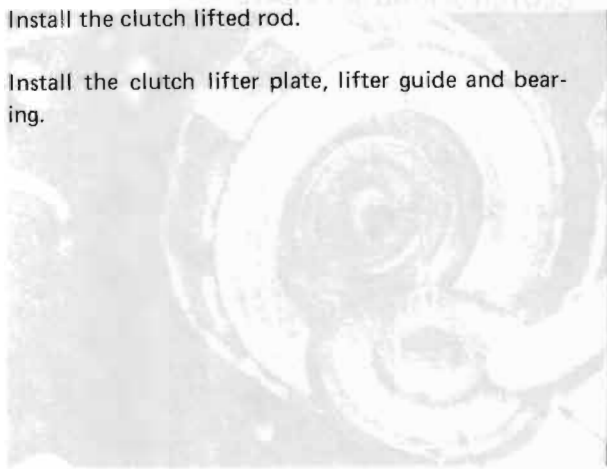 Install the clutch lifted rod.
Install the clutch lifter plate, lifter guide and bear-
ing.